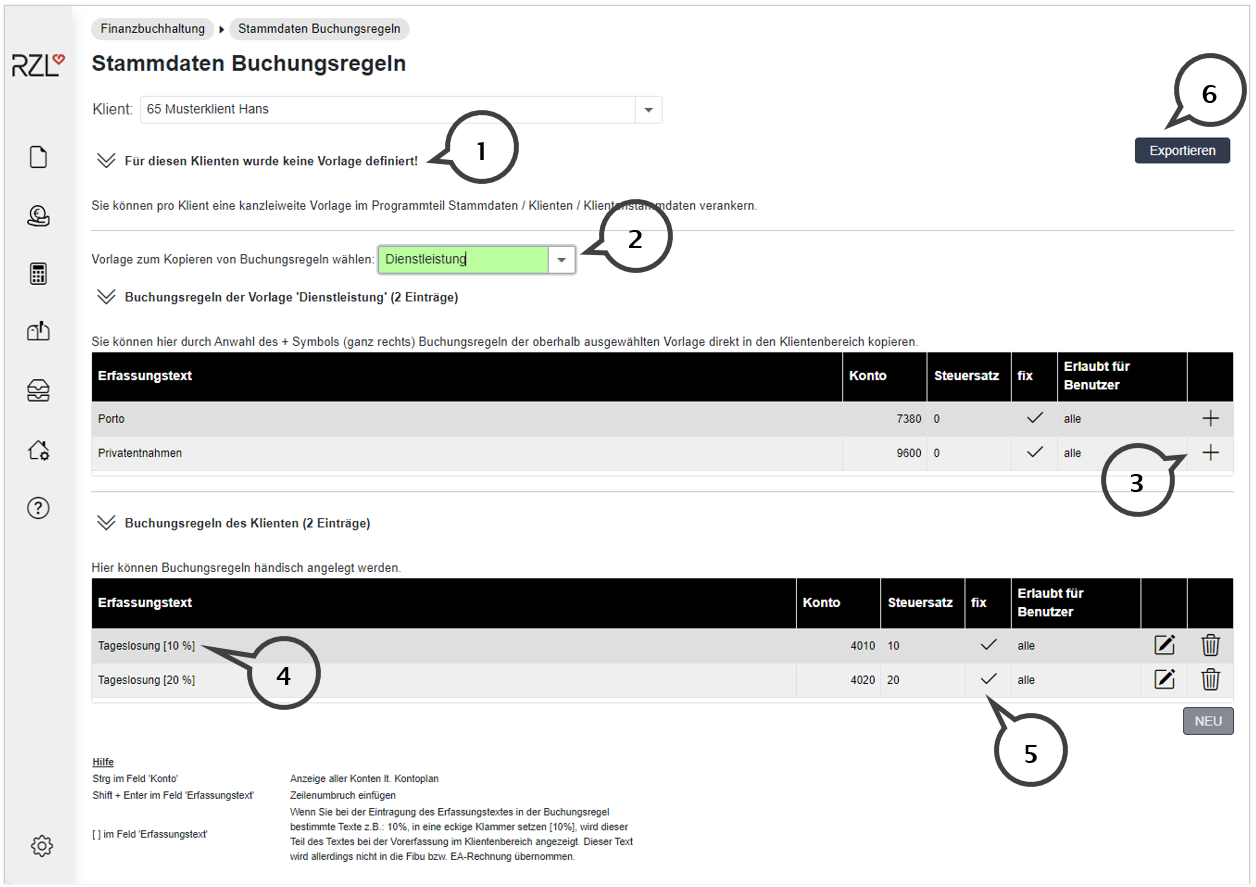 Finanzbuchhaltung Stammdaten Buchungsregeln
RZL
Stammdaten Buchungsregeln
6
Klient: 65 Musterklient Hans
1
Exportieren
Für diesen Klienten wurde keine Vorlage definiert!
Sie können pro Klient eine kanzleiweite Vorlage im Programmteil Stammdaten / Klienten / Klientenstammdaten verankern.
2
Vorlage zum Kopieren von Buchungsregeln wählen: Dienstleistung
Buchungsregeln der Vorlage 'Dienstleistung' (2 Einträge)
Sie können hier durch Anwahl des + Symbols (ganz rechts) Buchungsregeln der oberhalb ausgewählten Vorlage direkt in den Klientenbereich kopieren.
Erfassungstext Konto Steuersatz fix Erlaubt für
Benutzer
Porto 7380 0 alle
Privatentnahmen 9600 0 alle
3
Buchungsregeln des Klienten (2 Einträge)
Hier können Buchungsregeln händisch angelegt werden.
Erfassungstext Konto Steuersatz fix Erlaubt für
Benutzer
Tageslosung [10 %] 4010 10 alle
4
Tageslosung [20 %] 4020 20 alle
NEU
5
Hilfe
Strg im Feld 'Konto' Anzeige aller Konten lt. Kontoplan
Shift + Enter im Feld 'Erfassungstext' Zeilenumbruch einfügen
[ ] im Feld 'Erfassungstext' Wenn Sie bei der Eintragung des Erfassungstextes in der Buchungsregel
bestimmte Texte z.B.: 10%, in eine eckige Klammer setzen [10%], wird dieser
Teil des Textes bei der Vorerfassung im Klientenbereich angezeigt. Dieser Text
wird allerdings nicht in die Fibu bzw. EA-Rechnung übernommen.